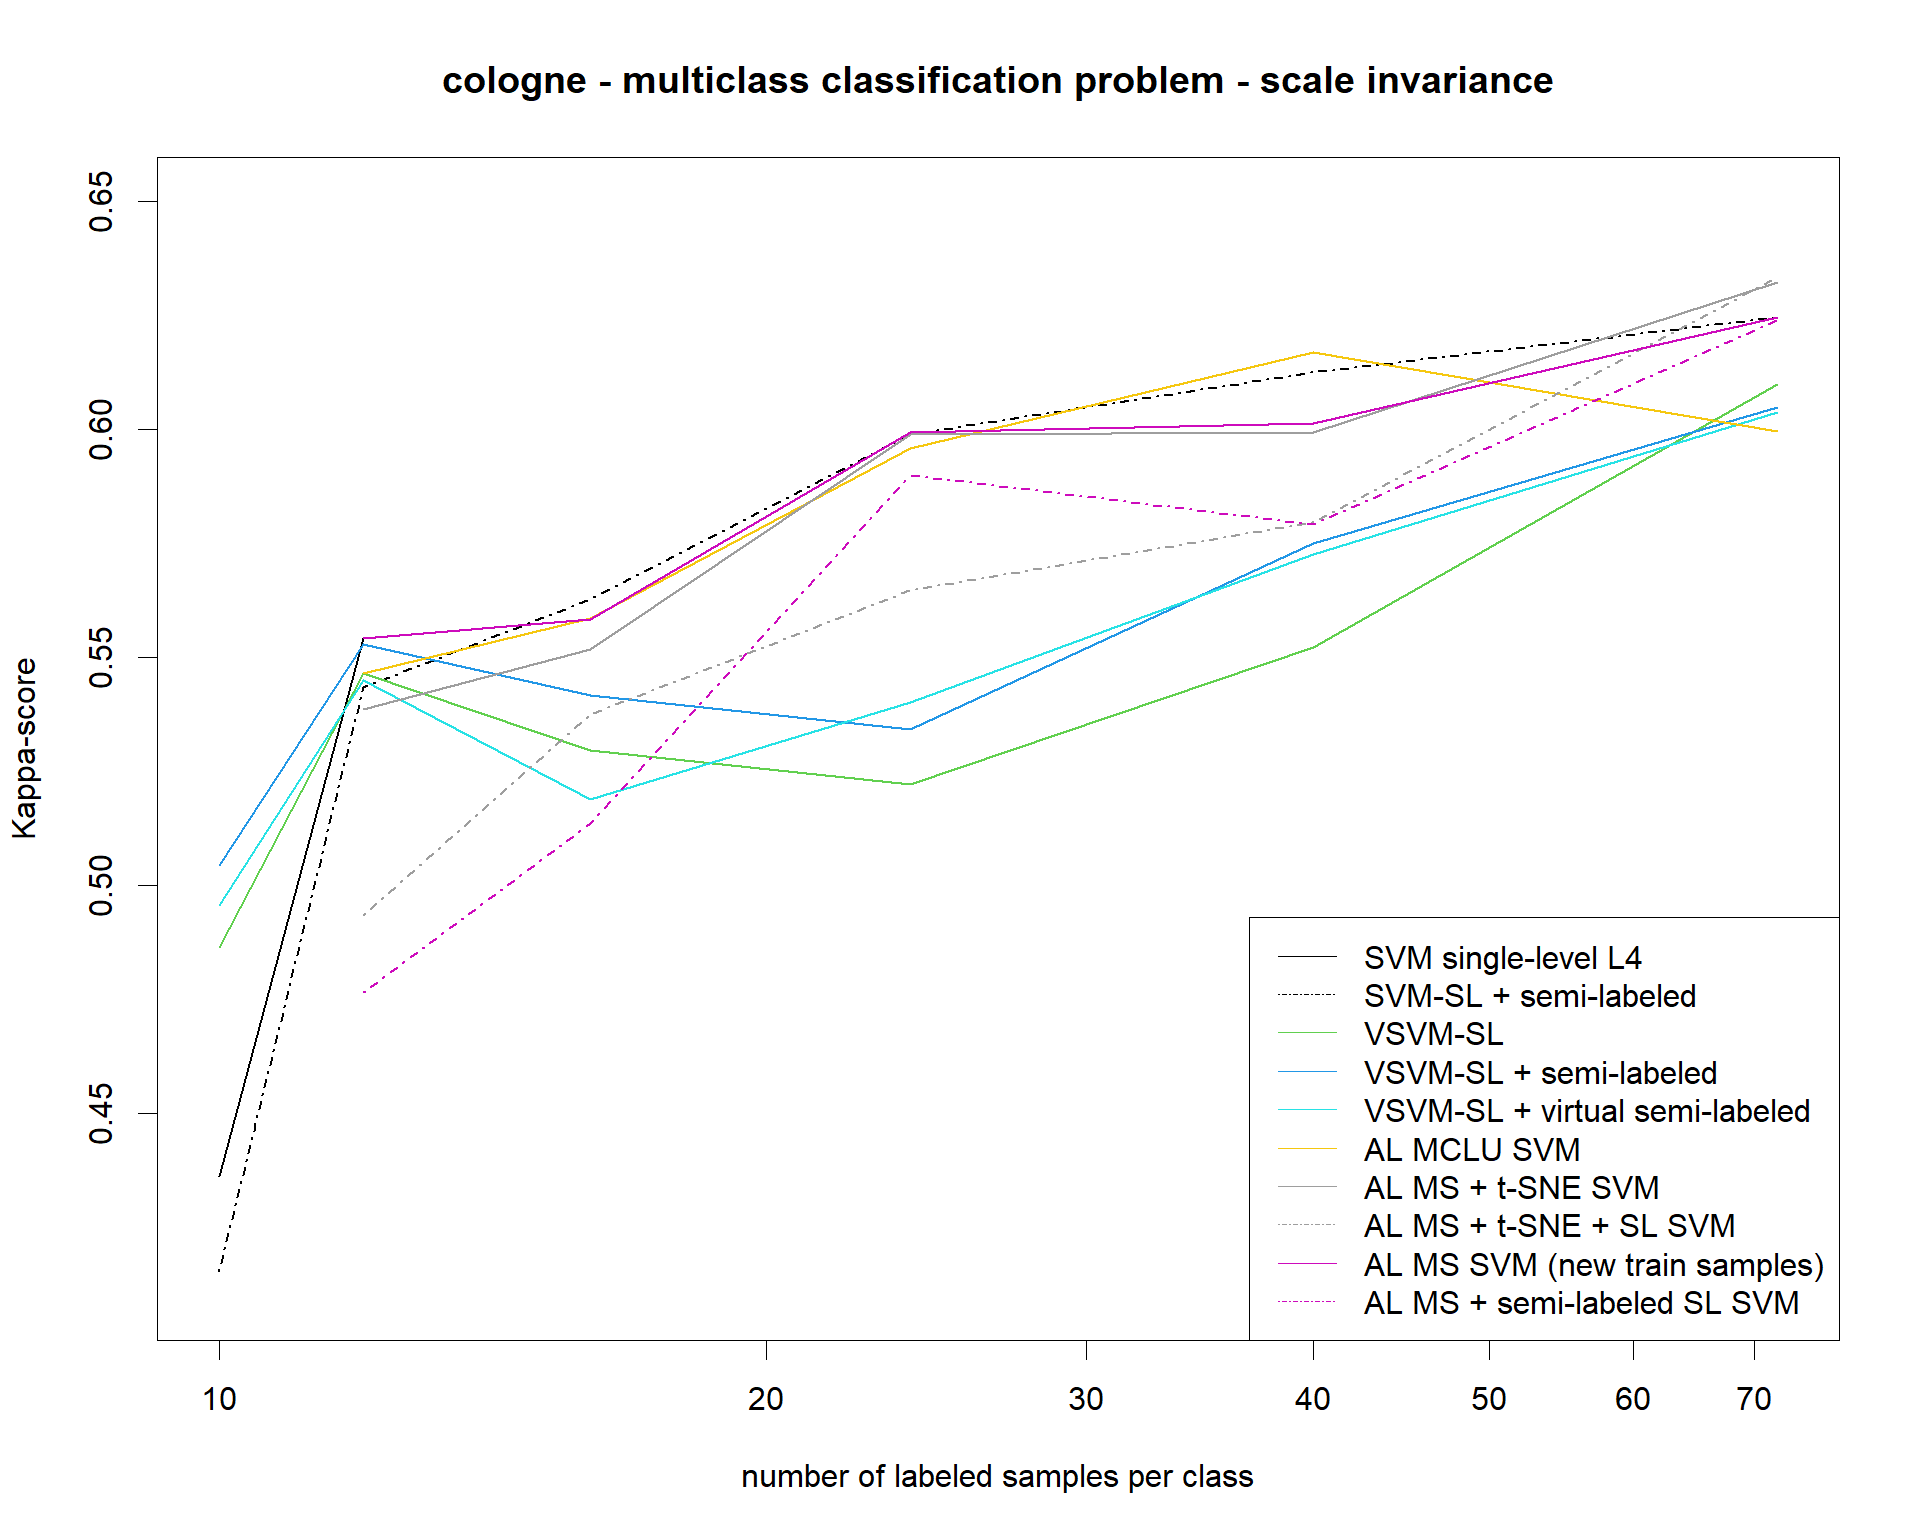 cologne - multiclass classification problem - scale invariance
Kappa-score
0.65
0.60
0.55
0.50
0.45
SVM single-level L4
SVM-SL + semi-labeled
VSVM-SL
VSVM-SL + semi-labeled
VSVM-SL + virtual semi-labeled
AL MCLU SVM
AL MS + t-SNE SVM
AL MS + t-SNE + SL SVM
AL MS SVM (new train samples)
AL MS + semi-labeled SL SVM
10 20 30 40 50 60 70
number of labeled samples per class